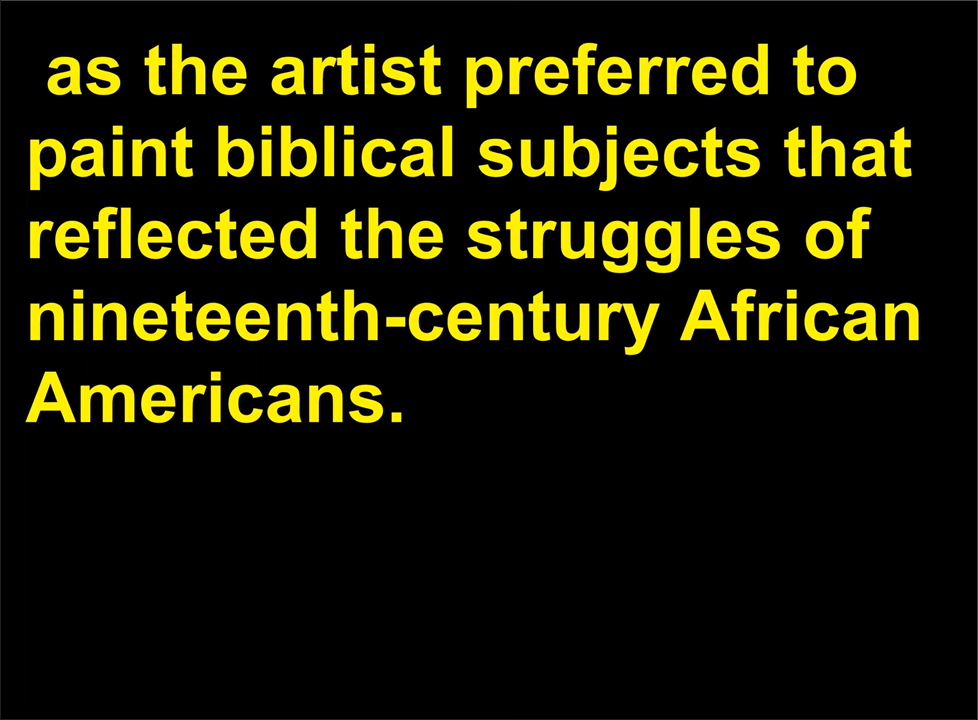 as the artist preferred to
paint biblical subjects that
reflected the struggles of
nineteenth-century African
Americans.